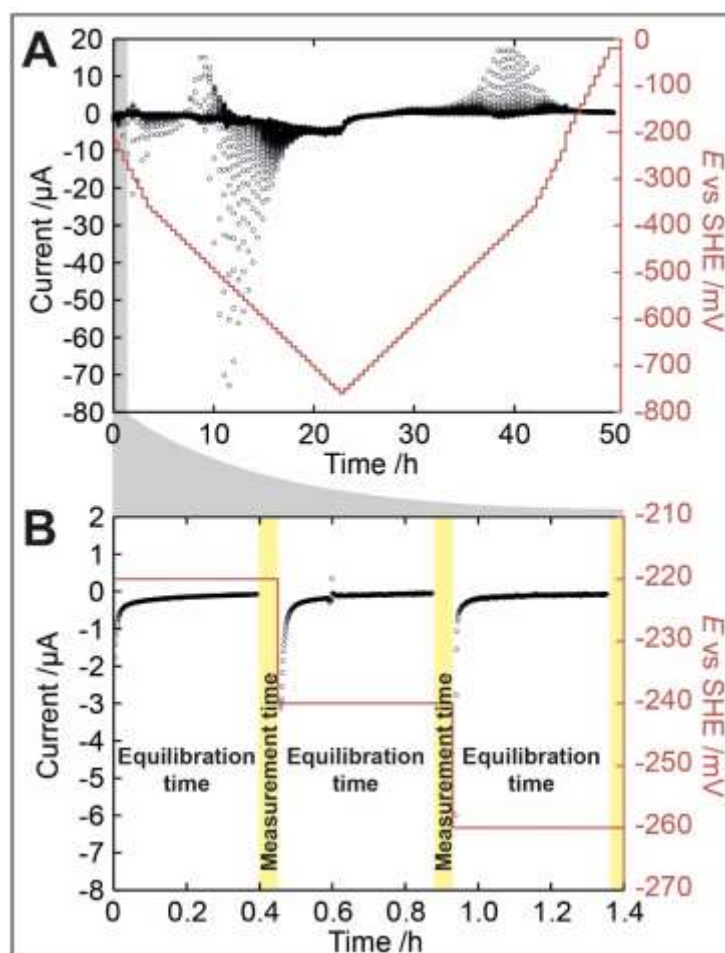 A
20
10
0
-10
-20
-30
-40
-50
-60
-70
-80
Current /µA
0
-100
-200
-300
-400
-500
-600
-700
-800
E vs SHE /mV
0 10 20 30 40 50
Time /h
B
2
1
0
-1
-2
-3
-4
-5
-6
-7
-8
Current /µA
Equilibration
time
Measurement time
Equilibration
time
Measurement time
Equilibration
time
-210
-220
-230
-240
-250
-260
-270
E vs SHE /mV
0 0.2 0.4 0.6 0.8 1.0 1.2 1.4
Time /h